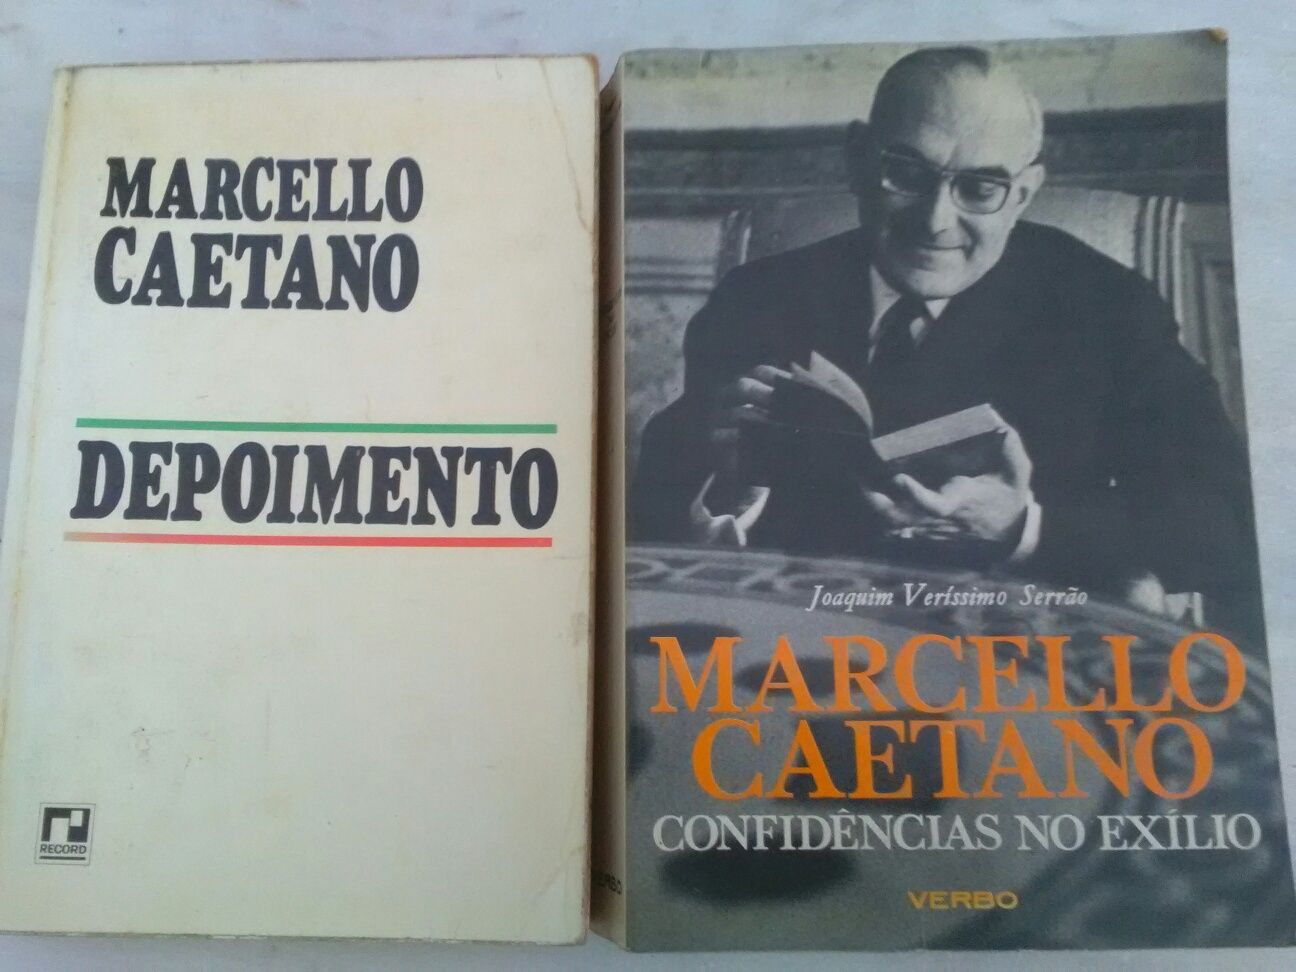 MARCELLO
CAETANO
DEPOIMENTO
RECORD
Joaquim Veríssimo Serrão
MARCELLO
CAETANO
CONFIDÊNCIAS NO EXÍLIO
VERBO